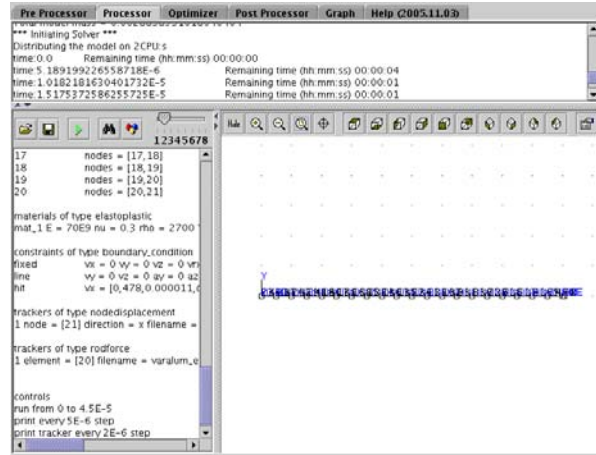 Pre Processor Processor Optimizer Post Processor Graph Help (2005.11.03)
*** Initiating Solver ***
Distributing the model on 2CPU:s
time:0.0 Remaining time (hh:mm:ss) 00:00:00
time:5.189199226558718E-6 Remaining time (hh:mm:ss) 00:00:04
time:1.0182181630401732E-5 Remaining time (hh:mm:ss) 00:00:01
time:1.5175372586255725E-5 Remaining time (hh:mm:ss) 00:00:01
12345678
Hide
17 nodes = [17,18]
18 nodes = [18,19]
19 nodes = [19,20]
20 nodes = [20,21]
materials of type elastoplastic
mat_1 E = 70E9 nu = 0.3 rho = 2700
constraints of type boundary_condition
fixed vx = 0 vy = 0 vz = 0
line vy = 0 vz = 0 ay = 0 az
hit vx = [0,478,0.000011,
trackers of type nodedisplacement
1 node = [21] direction = x filename =
trackers of type rodforce
1 element = [20] filename = varalum_e
controls
run from 0 to 4.5E-5
print every 5E-6 step
print tracker every 2E-6 step
Y